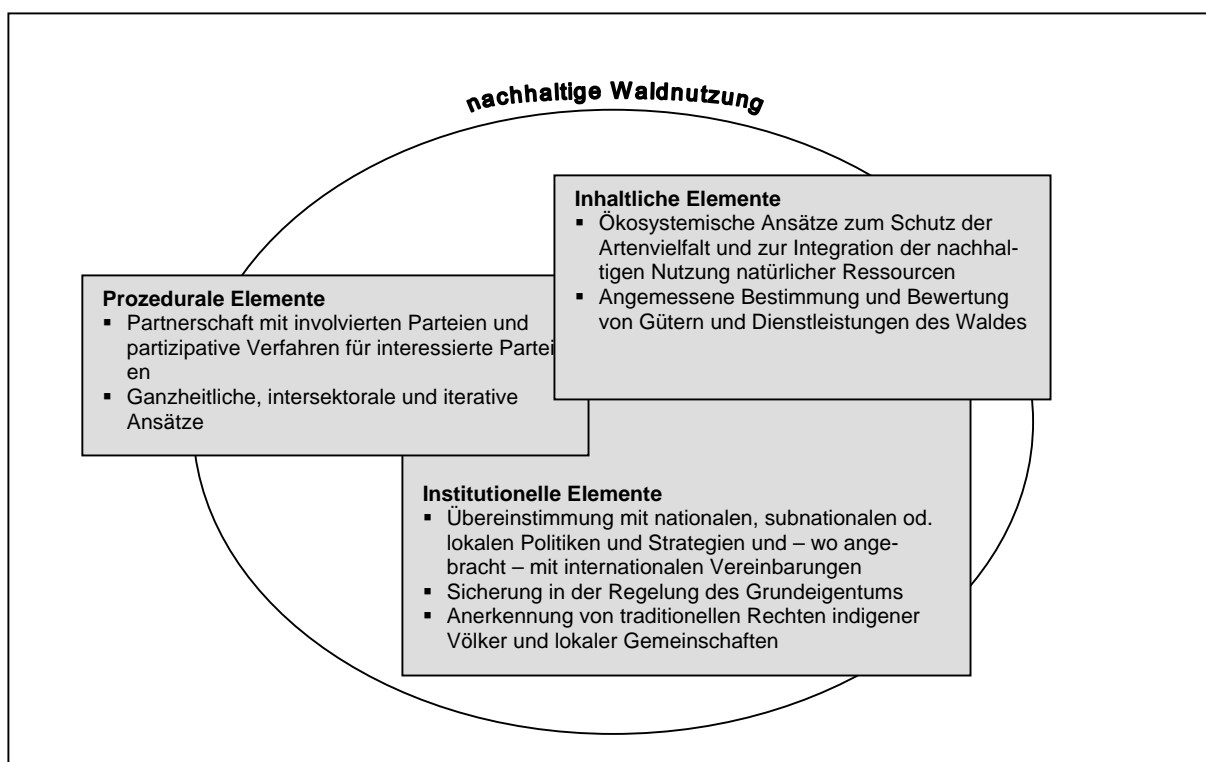 nachhaltige Waldnutzung
Inhaltliche Elemente
▪ Ökosystemische Ansätze zum Schutz der
Artenvielfalt und zur Integration der nachhal-
tigen Nutzung natürlicher Ressourcen
▪ Angemessene Bestimmung und Bewertung
von Gütern und Dienstleistungen des Waldes
Prozedurale Elemente
▪ Partnerschaft mit involvierten Parteien und
partizipative Verfahren für interessierte Partei
en
▪ Ganzheitliche, intersektorale und iterative
Ansätze
Institutionelle Elemente
▪ Übereinstimmung mit nationalen, subnationalen od.
lokalen Politiken und Strategien und – wo ange-
bracht – mit internationalen Vereinbarungen
▪ Sicherung in der Regelung des Grundeigentums
▪ Anerkennung von traditionellen Rechten indigener
Völker und lokaler Gemeinschaften